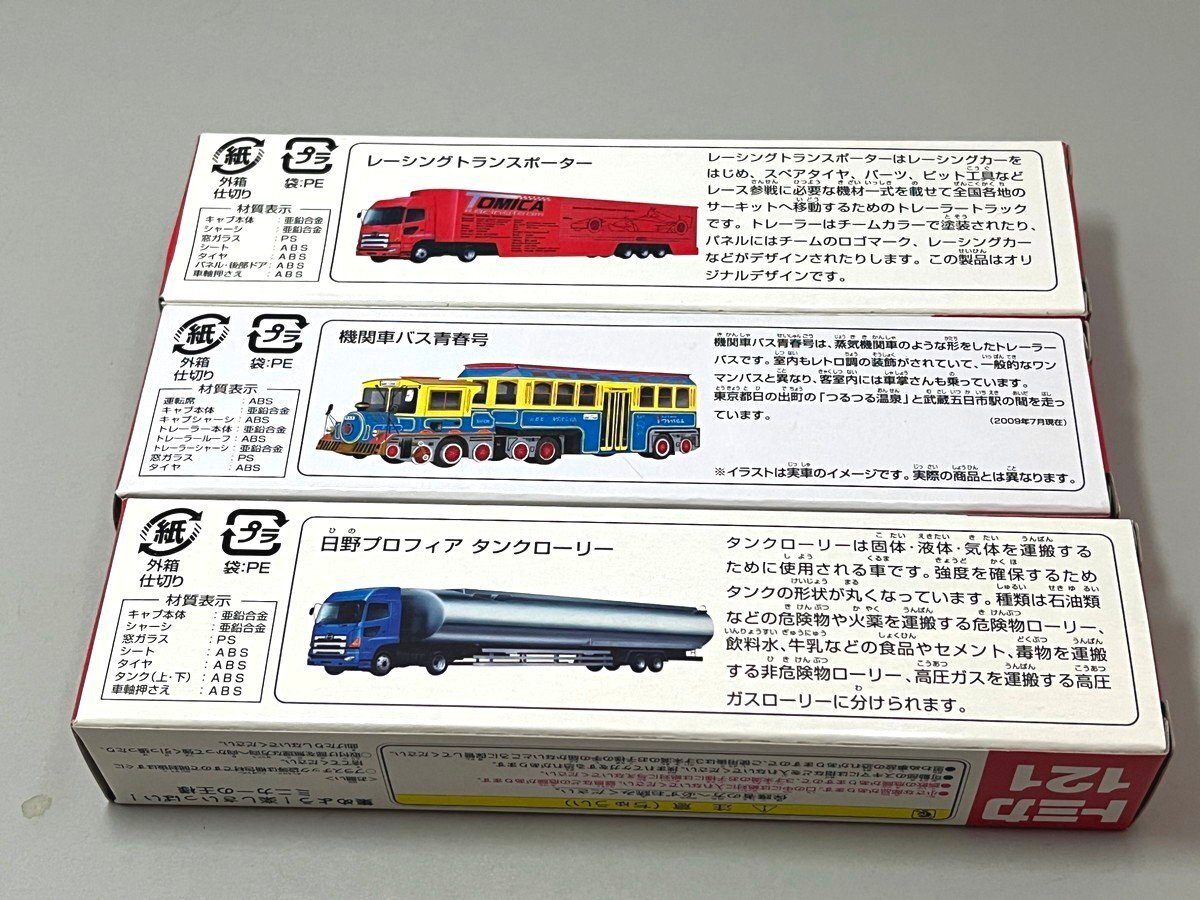 紙
プラ
外箱
仕切り
袋:PE
材質表示
キャブ本体 : 亜鉛合金
シャーシ : 亜鉛合金
窓ガラス : PS
シート : ABS
タイヤ : ABS
パネル・後部ドア : ABS
車軸押さえ : ABS
レーシングトランスポーター
TOMICA
RACING TEAM
レーシングトランスポーターはレーシングカーを
はじめ、スペアタイヤ、パーツ、ピット工具など
レース参戦に必要な機材一式を載せて全国各地の
サーキットへ移動するためのトレーラートラック
です。トレーラーはチームカラーで塗装されたり、
パネルにはチームのロゴマーク、レーシングカー
などがデザインされたりします。この製品はオリ
ジナルデザインです。
紙
プラ
外箱
仕切り
袋:PE
材質表示
運転席 : ABS
キャブ本体 : 亜鉛合金
キャブシャーシ : ABS
トレーラー本体 : 亜鉛合金
トレーラールーフ : ABS
トレーラーシャーシ : 亜鉛合金
窓ガラス : PS
タイヤ : ABS
機関車バス青春号
機関車バス青春号は、蒸気機関車のような形をしたトレーラー
バスです。室内もレトロ調の装飾がされていて、一般的なワン
マンバスと異なり、客室内には車掌さんも乗っています。
東京都日の出町の「つるつる温泉」と武蔵五日市駅の間を走っ
ています。
(2009年7月現在)
※イラストは実車のイメージです。実際の商品とは異なります。
紙
プラ
外箱
仕切り
袋:PE
材質表示
キャブ本体 : 亜鉛合金
シャーシ : 亜鉛合金
窓ガラス : PS
シート : ABS
タイヤ : ABS
タンク(上・下) : ABS
車軸押さえ : ABS
日野プロフィア タンクローリー
タンクローリーは固体・液体・気体を運搬する
ために使用される車です。強度を確保するため
タンクの形状が丸くなっています。種類は石油類
などの危険物や火薬を運搬する危険物ローリー、
飲料水、牛乳などの食品やセメント、毒物を運搬
する非危険物ローリー、高圧ガスを運搬する高圧
ガスローリーに分けられます。
トミカ
121
注意(ちゅうい)
集めよう!楽しさいっぱい!
ミニカーの王様